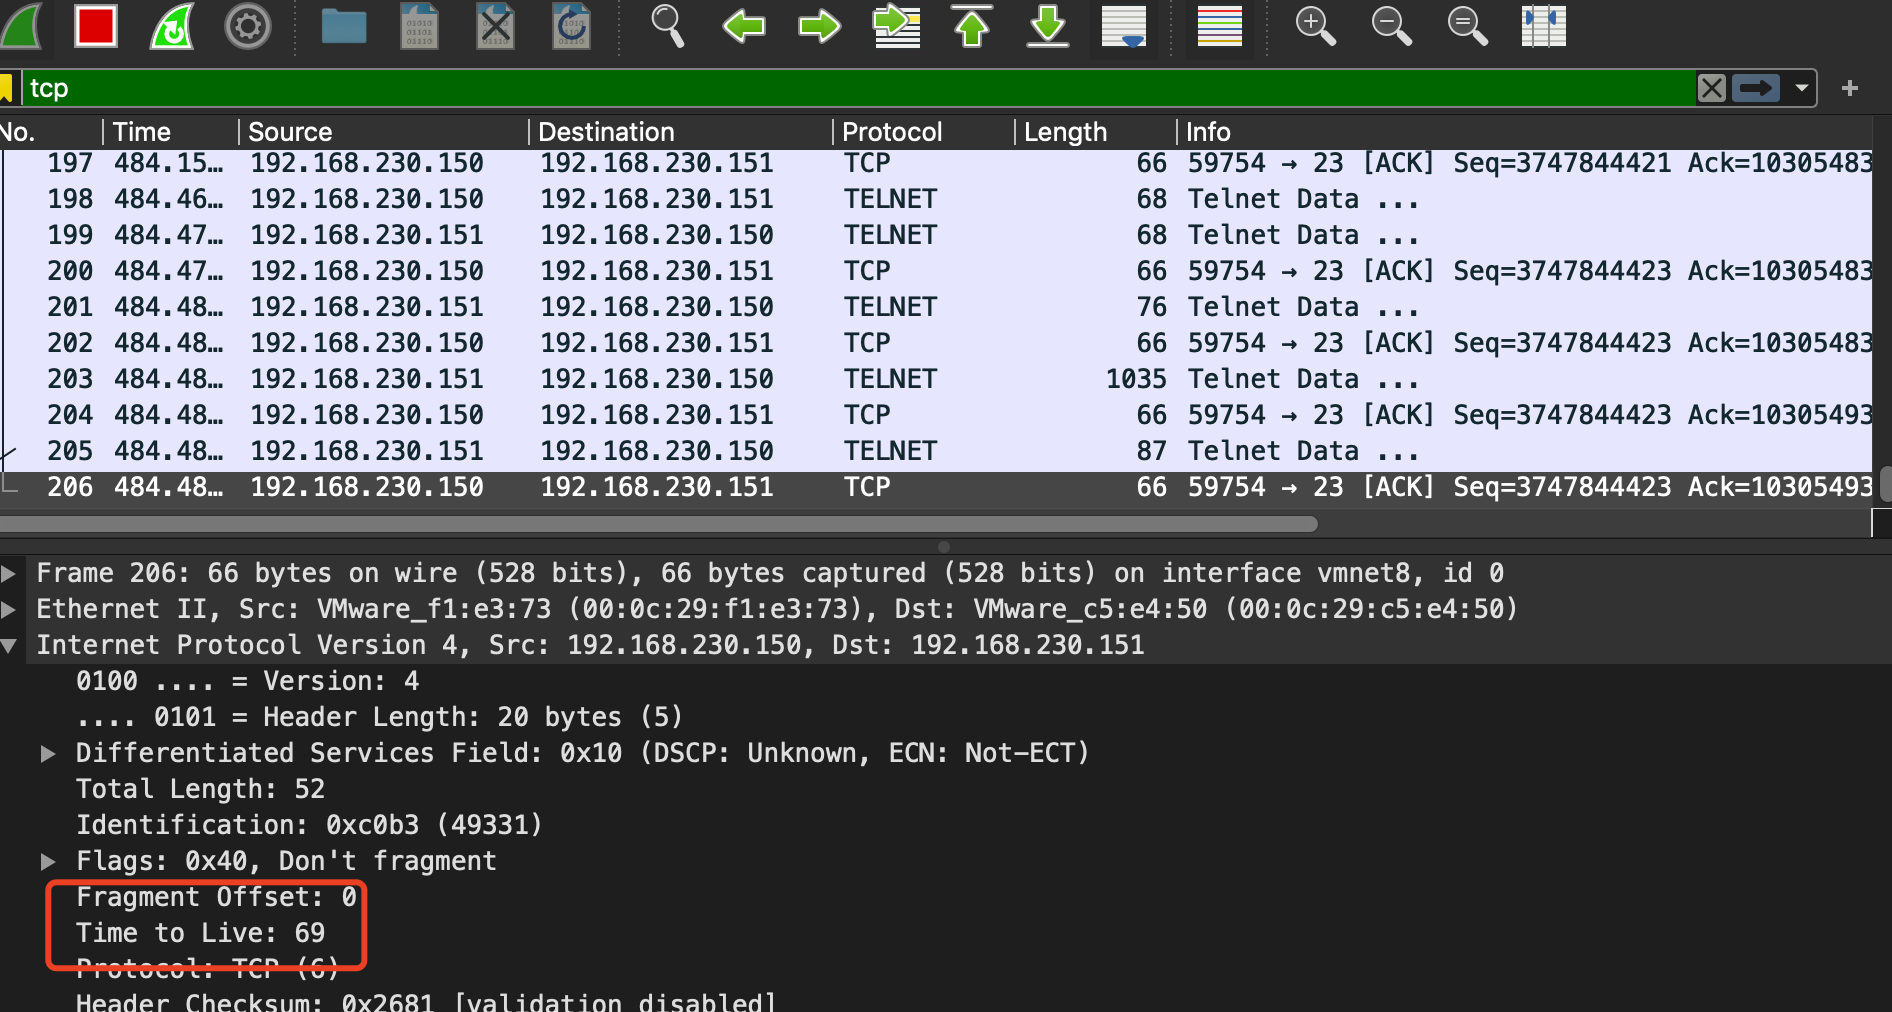 tcp
No. Time Source Destination Protocol Length Info
197 484.15… 192.168.230.150 192.168.230.151 TCP 66 59754 → 23 [ACK] Seq=3747844421 Ack=10305483
198 484.46… 192.168.230.150 192.168.230.151 TELNET 68 Telnet Data ...
199 484.47… 192.168.230.151 192.168.230.150 TELNET 68 Telnet Data ...
200 484.47… 192.168.230.150 192.168.230.151 TCP 66 59754 → 23 [ACK] Seq=3747844423 Ack=10305483
201 484.48… 192.168.230.151 192.168.230.150 TELNET 76 Telnet Data ...
202 484.48… 192.168.230.150 192.168.230.151 TCP 66 59754 → 23 [ACK] Seq=3747844423 Ack=10305483
203 484.48… 192.168.230.151 192.168.230.150 TELNET 1035 Telnet Data ...
204 484.48… 192.168.230.150 192.168.230.151 TCP 66 59754 → 23 [ACK] Seq=3747844423 Ack=10305493
205 484.48… 192.168.230.151 192.168.230.150 TELNET 87 Telnet Data ...
206 484.48… 192.168.230.150 192.168.230.151 TCP 66 59754 → 23 [ACK] Seq=3747844423 Ack=10305493
Frame 206: 66 bytes on wire (528 bits), 66 bytes captured (528 bits) on interface vmnet8, id 0
Ethernet II, Src: VMware_f1:e3:73 (00:0c:29:f1:e3:73), Dst: VMware_c5:e4:50 (00:0c:29:c5:e4:50)
Internet Protocol Version 4, Src: 192.168.230.150, Dst: 192.168.230.151
0100 .... = Version: 4
.... 0101 = Header Length: 20 bytes (5)
Differentiated Services Field: 0x10 (DSCP: Unknown, ECN: Not-ECT)
Total Length: 52
Identification: 0xc0b3 (49331)
Flags: 0x40, Don't fragment
Fragment Offset: 0
Time to Live: 69
Protocol: TCP (6)
Header Checksum: 0x2681 [validation disabled]